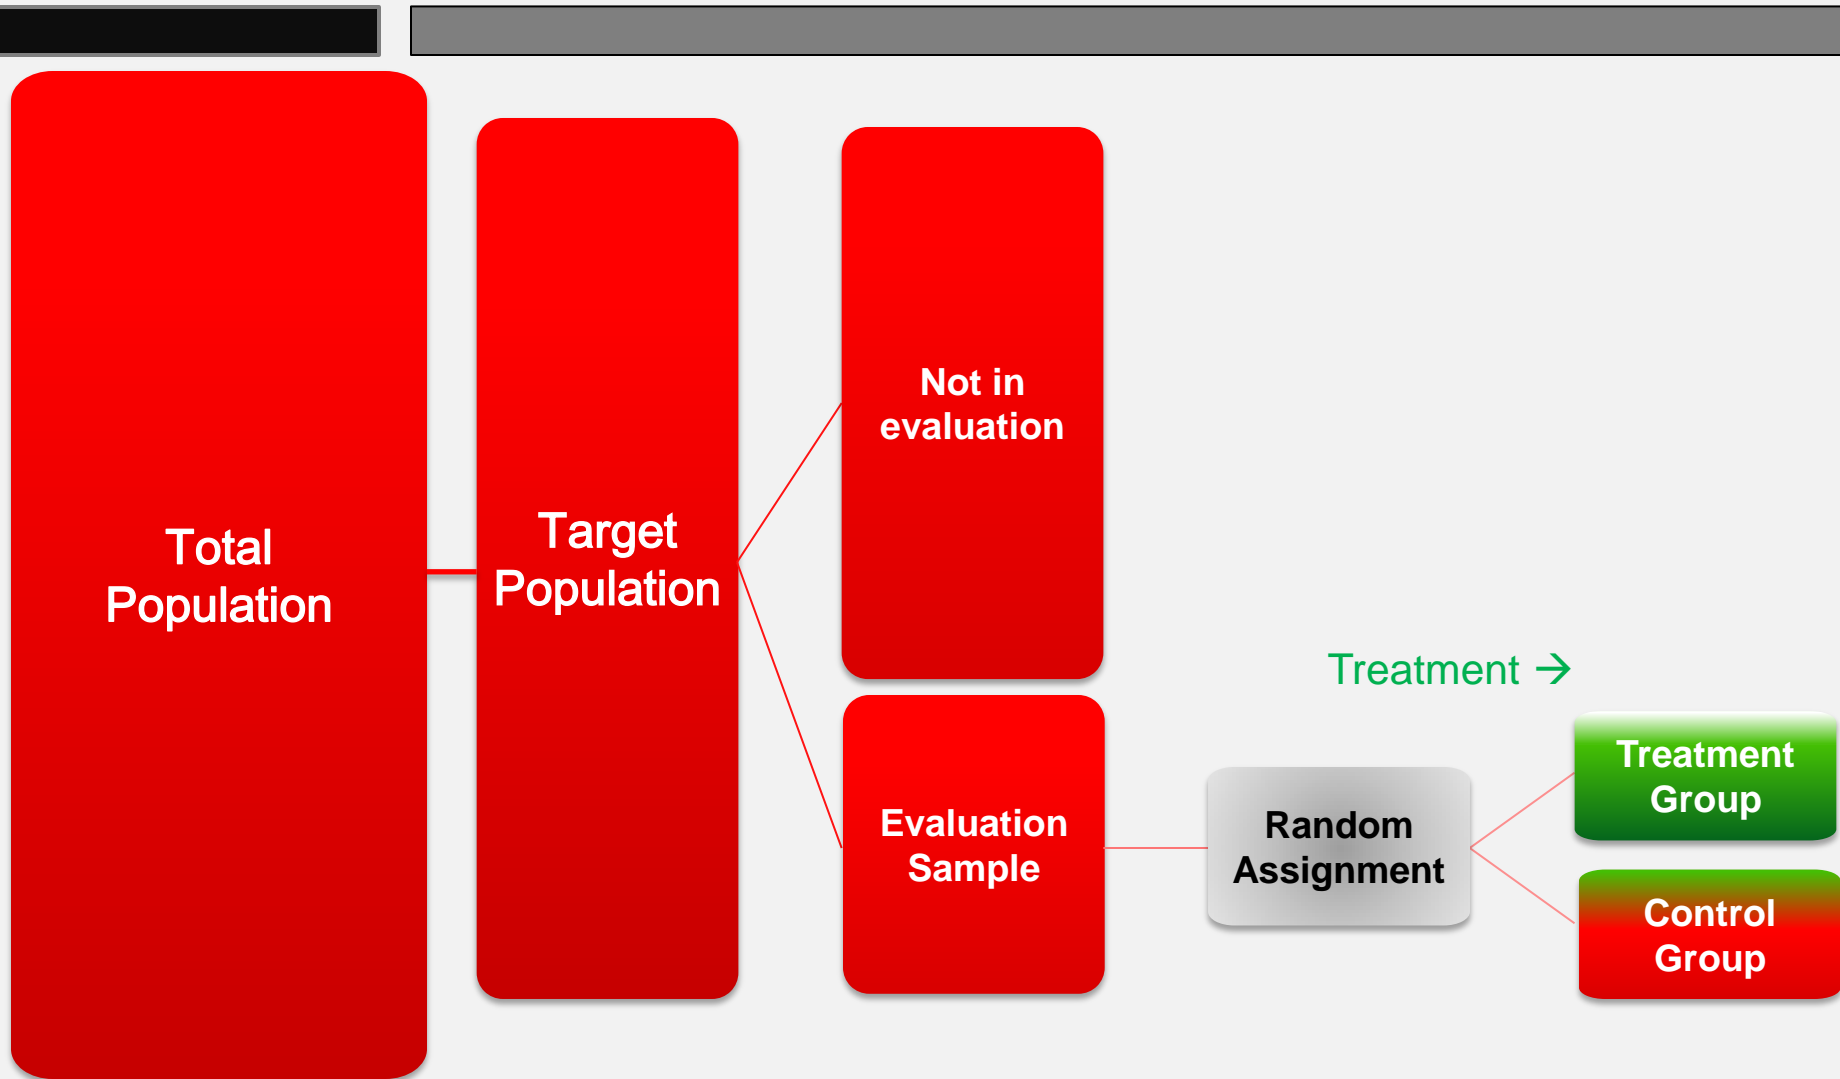 Total
Population
Target
Population
Not in
evaluation
Evaluation
Sample
Random
Assignment
Treatment →
Treatment
Group
Control
Group